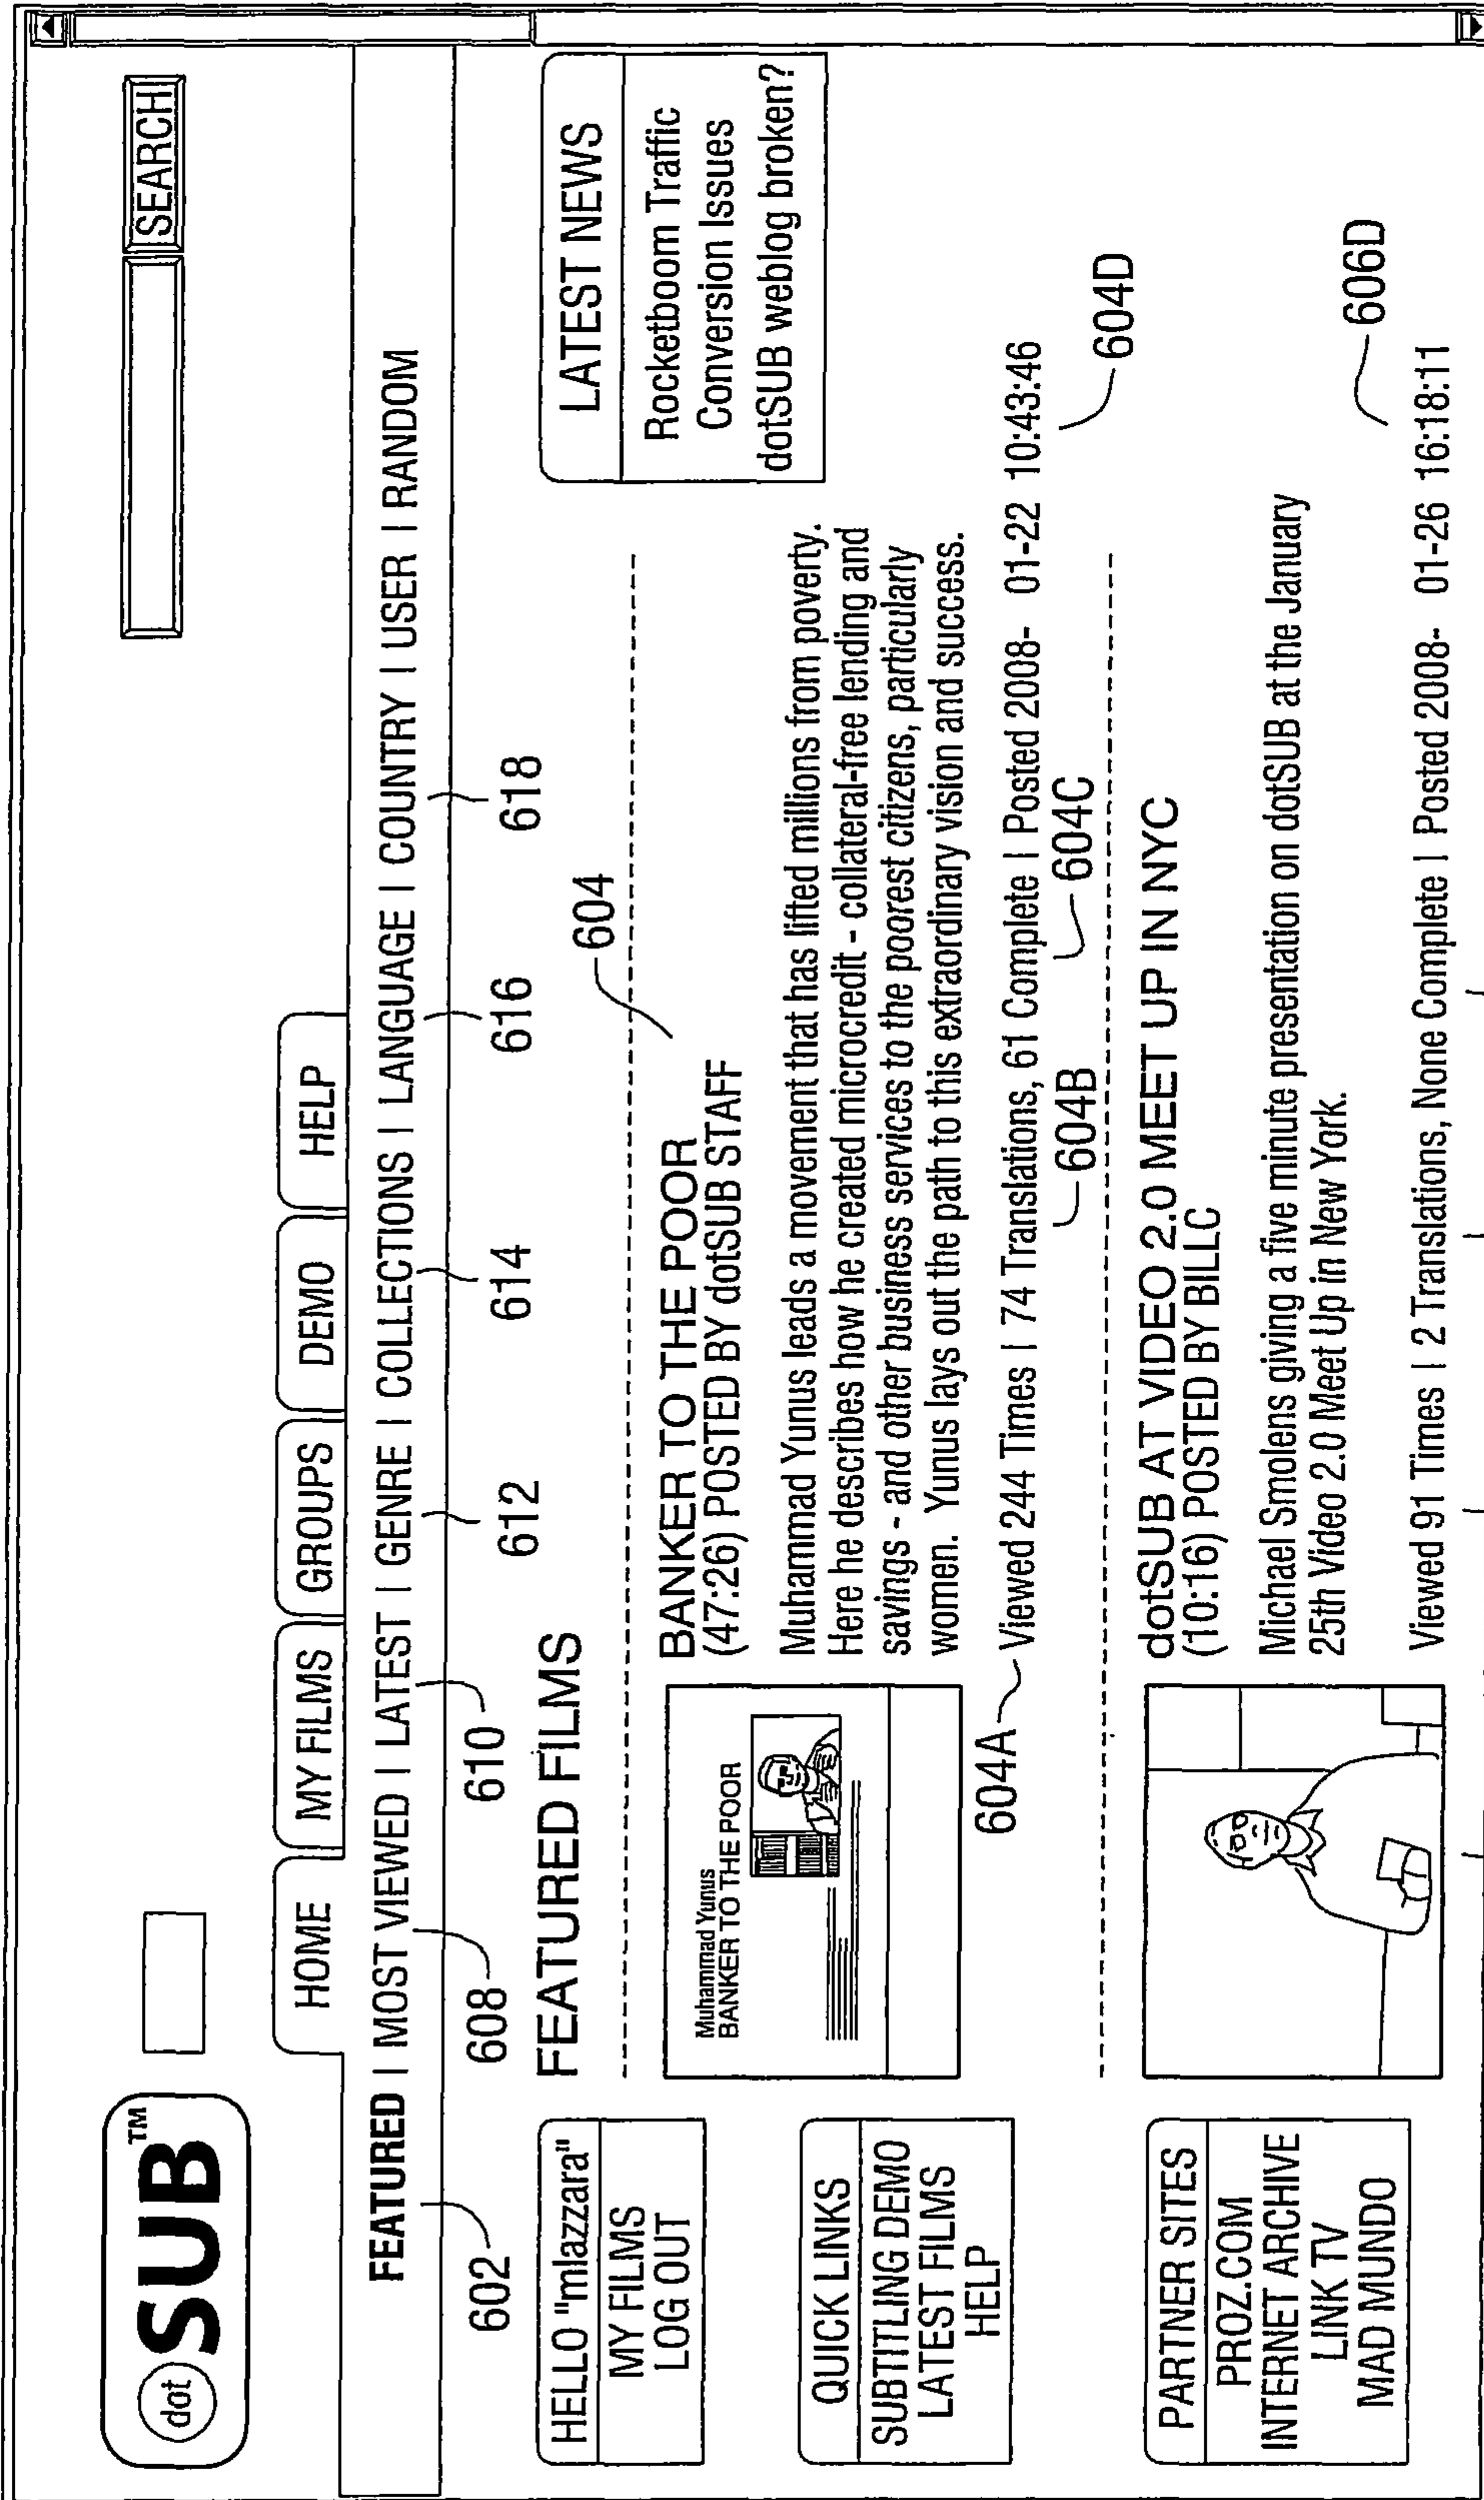 dot SUB™
SEARCH
HOME MY FILMS GROUPS DEMO HELP
FEATURED | MOST VIEWED | LATEST | GENRE | COLLECTIONS | LANGUAGE | COUNTRY | USER | RANDOM
602 608 610 612 614 616 618
HELLO "mlazzara"
MY FILMS
LOG OUT
QUICK LINKS
SUBTITLING DEMO
LATEST FILMS
HELP
PARTNER SITES
PROZ.COM
INTERNET ARCHIVE
LINK TV
MAD MUNDO
FEATURED FILMS
604
Muhammad Yunus
BANKER TO THE POOR
BANKER TO THE POOR
(47:26) POSTED BY dotSUB STAFF
Muhammad Yunus leads a movement that has lifted millions from poverty.
Here he describes how he created microcredit - collateral-free lending and
savings - and other business services to the poorest citizens, particularly
women. Yunus lays out the path to this extraordinary vision and success.
604A
Viewed 244 Times | 74 Translations, 61 Complete | Posted 2008- 01-22 10:43:46
604B 604C 604D
dotSUB AT VIDEO 2.0 MEET UP IN NYC
(10:16) POSTED BY BILLC
Michael Smolens giving a five minute presentation on dotSUB at the January
25th Video 2.0 Meet Up in New York.
606D
Viewed 91 Times | 2 Translations, None Complete | Posted 2008- 01-26 16:18:11
LATEST NEWS
Rocketboom Traffic
Conversion Issues
dotSUB weblog broken?